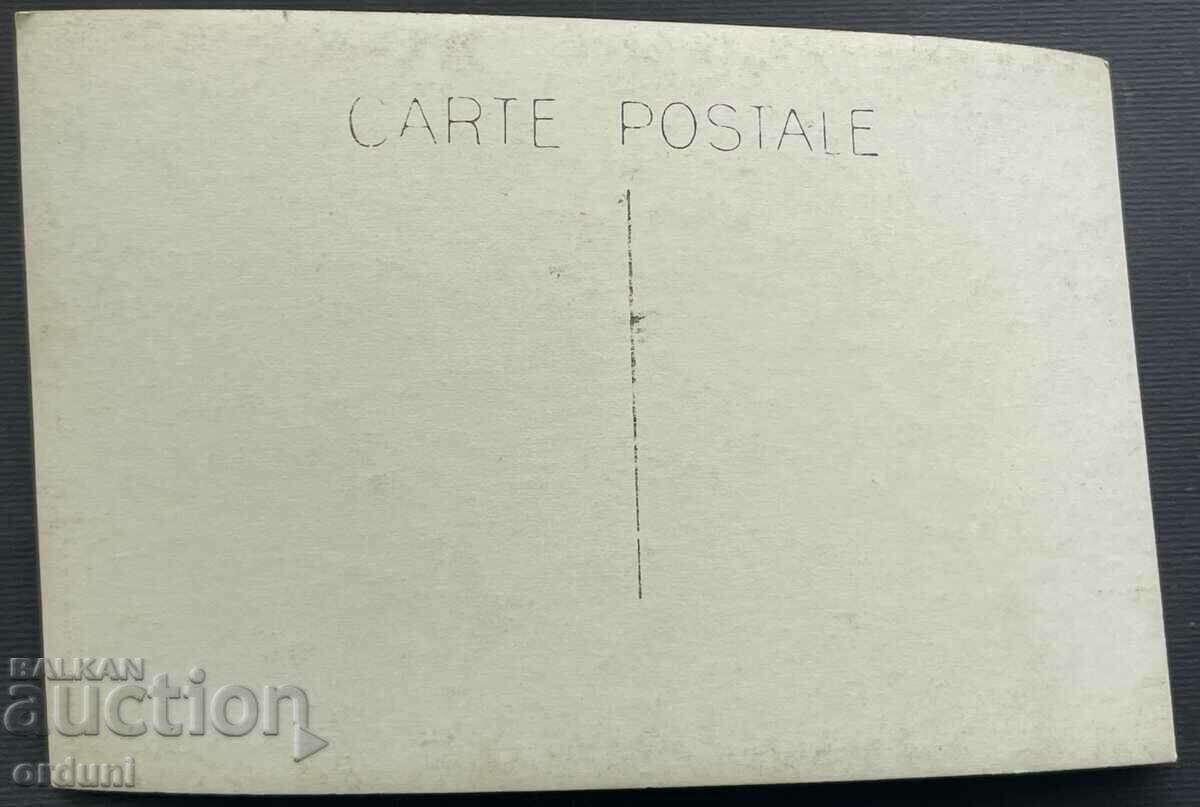 CARTE POSTALE
BALKAN
auction
orduni